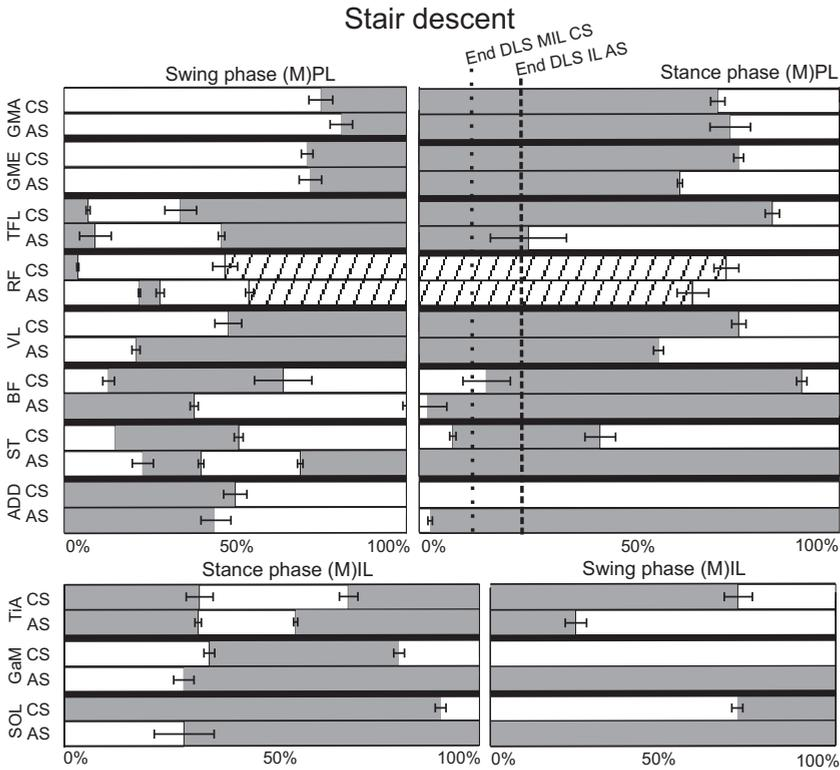 Stair descent
End DLS MIL CS
End DLS IL AS
Swing phase (M)PL
Stance phase (M)PL
GMA CS
AS
GME CS
AS
TFL CS
AS
RF CS
AS
VL CS
AS
BF CS
AS
ST CS
AS
ADD CS
AS
0% 50% 100% 0% 50% 100%
Stance phase (M)IL Swing phase (M)IL
TiA CS
AS
GaM CS
AS
SOL CS
AS
0% 50% 100% 0% 50% 100%